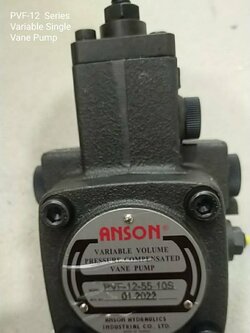 PVF-12 Series
Variable Single
Vane Pump
ANSON
VARIABLE VOLUME
PRESSURE COMPENSATED
VANE PUMP
PVF-12-55-10S
01.2022
ANSON HYDRAULICS
INDUSTRIAL CO. LTD.